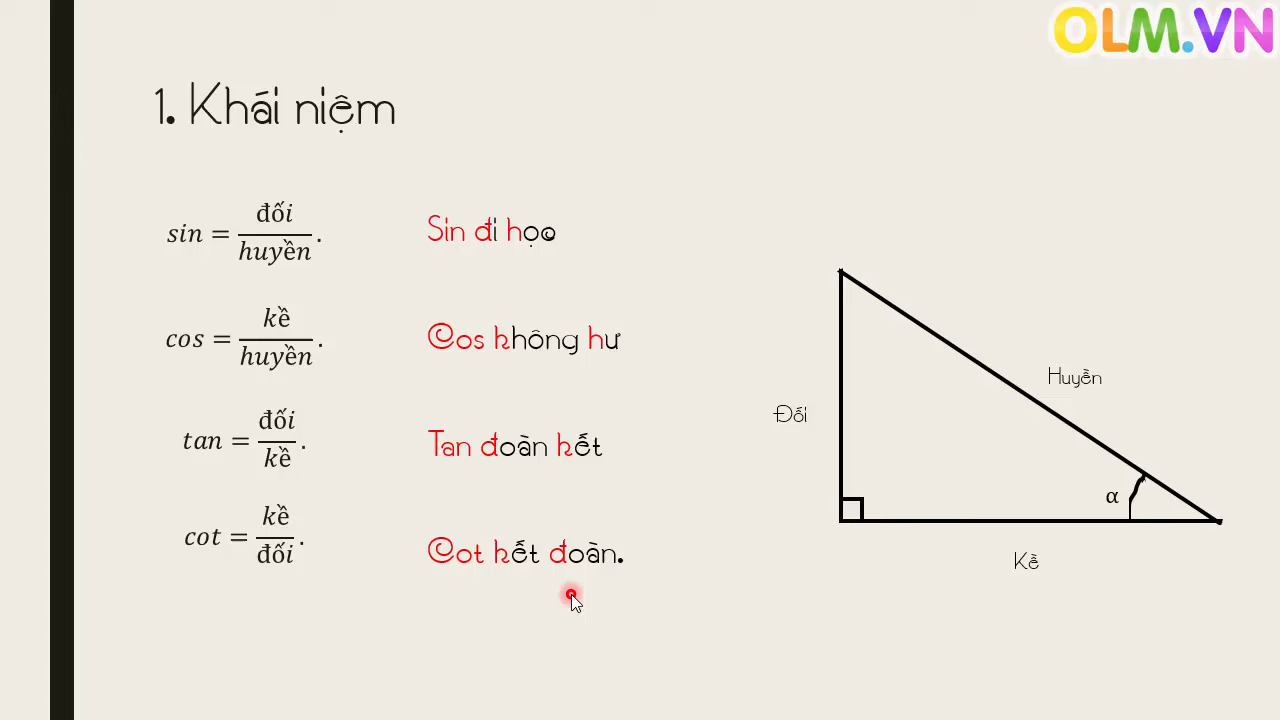 OLM.VN
1. Khái niệm
sin = đối/huyền.
Sin đi học
cos = kề/huyền.
Cos không hư
tan = đối/kề.
Tan đoàn kết
cot = kề/đối.
Cot kết đoàn.
Huyền
Đối
α
Kề